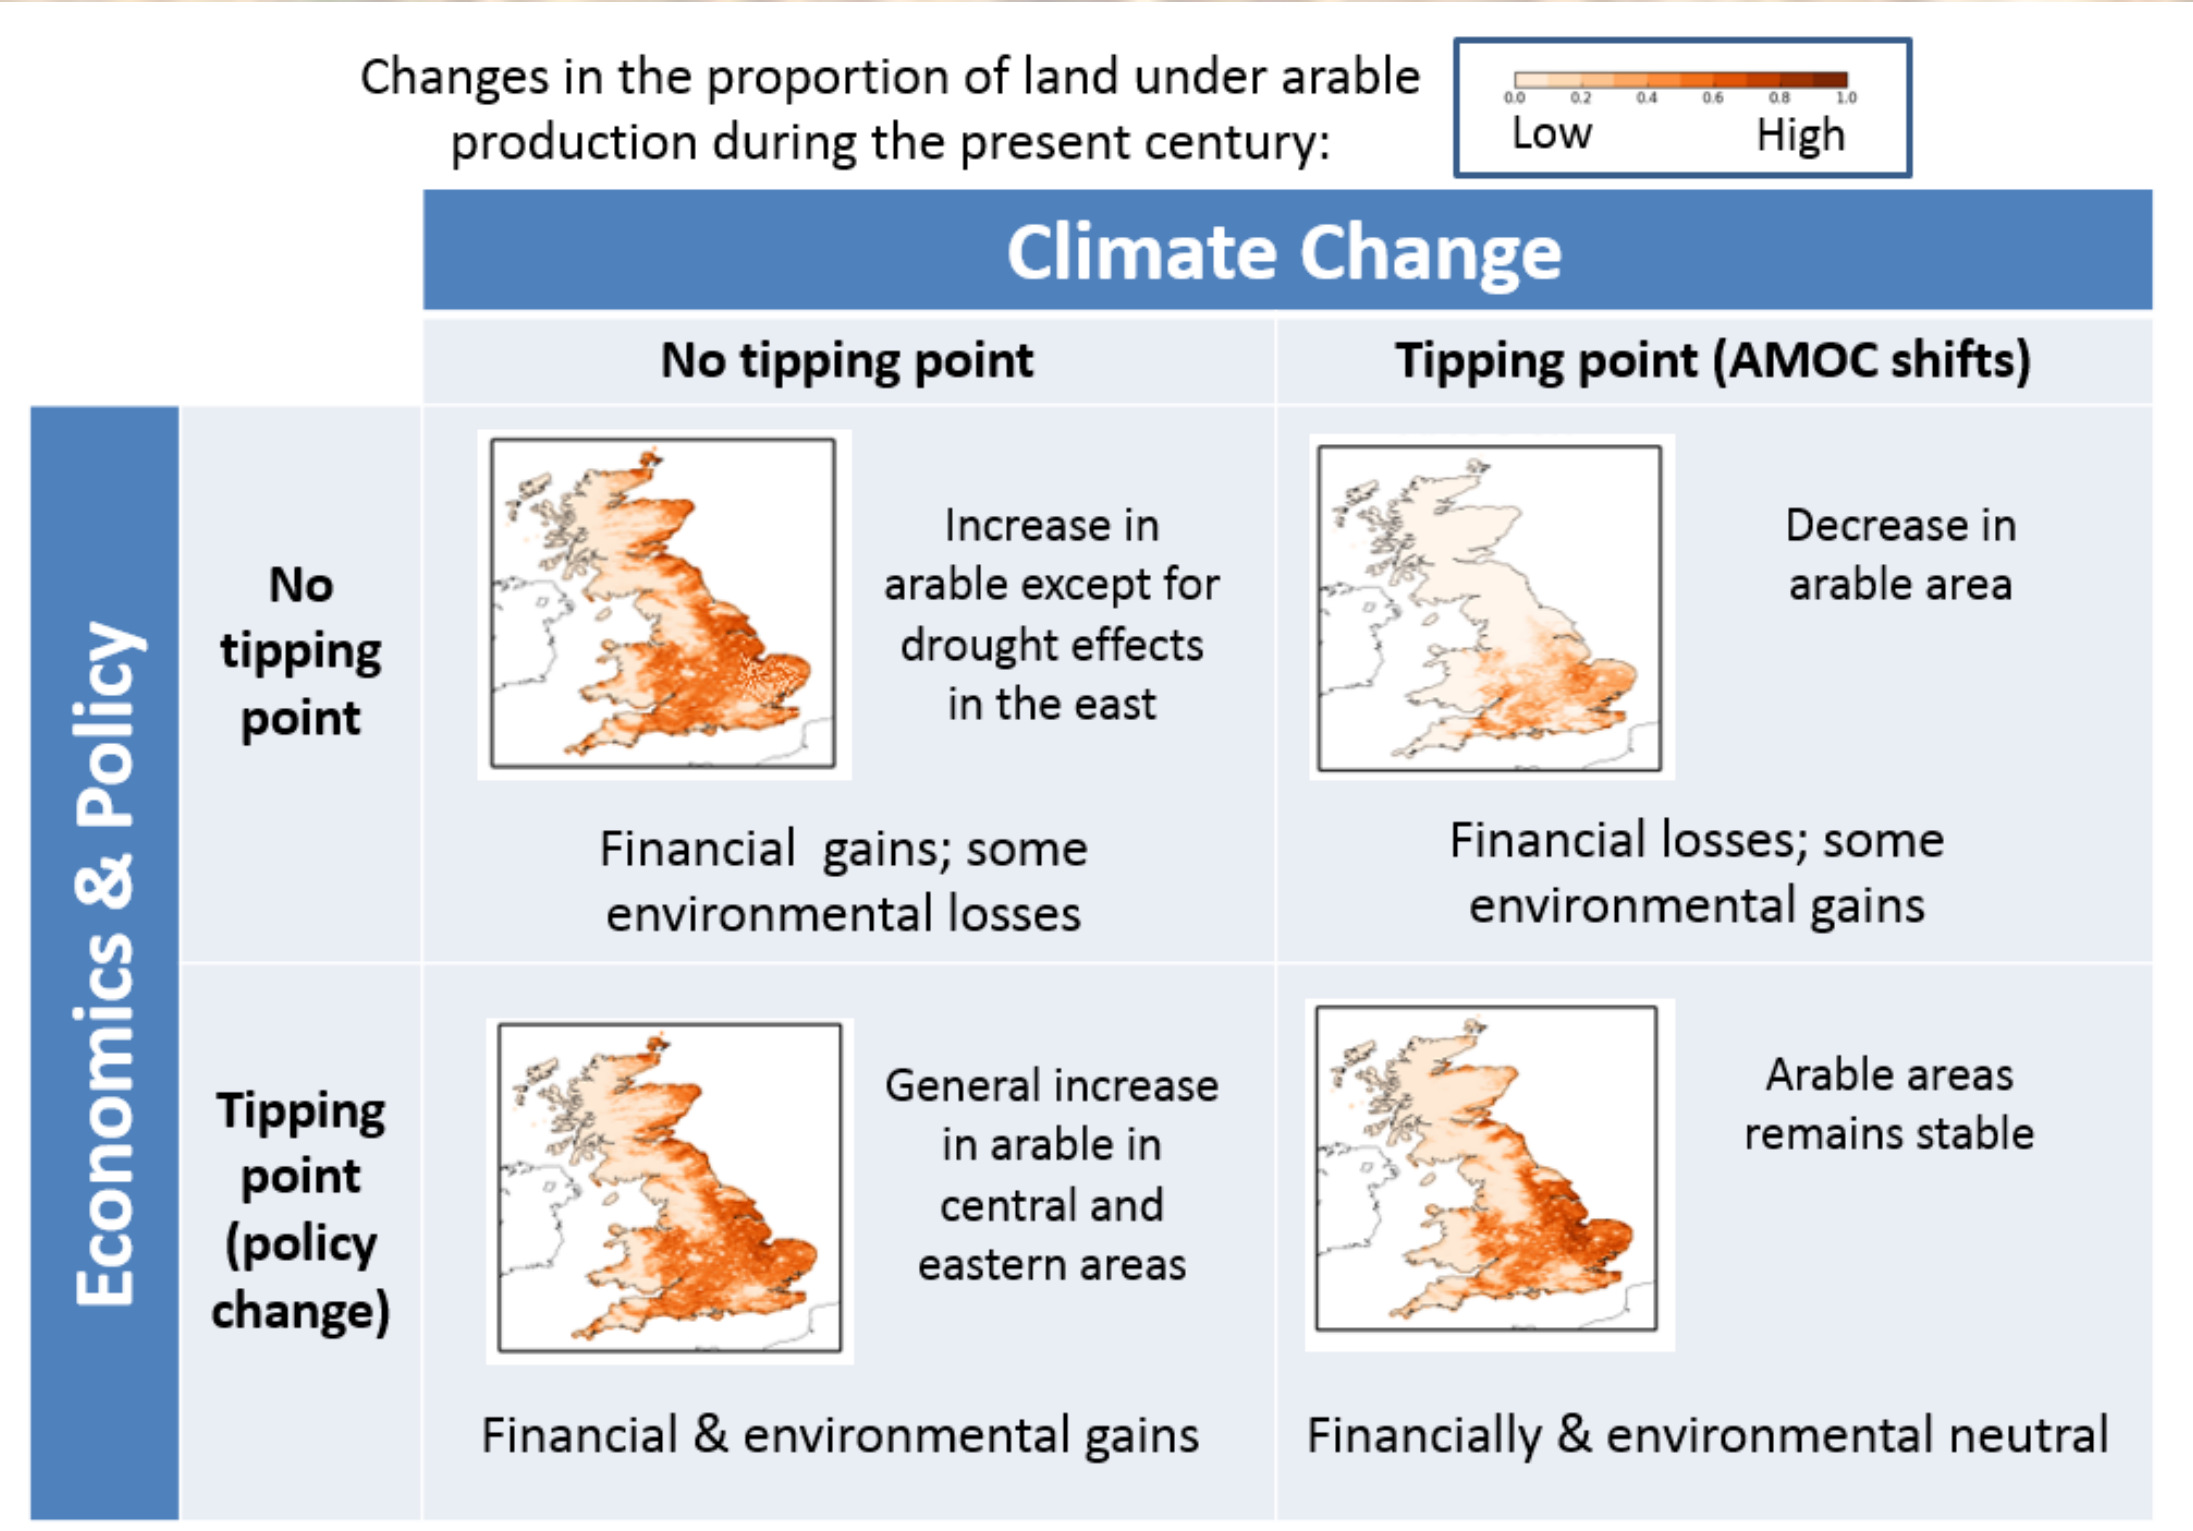 Changes in the proportion of land under arable
production during the present century:
0.0 0.2 0.4 0.6 0.8 1.0
Low High
Climate Change
No tipping point
Tipping point (AMOC shifts)
Economics & Policy
No
tipping
point
Increase in
arable except for
drought effects
in the east
Financial gains; some
environmental losses
Decrease in
arable area
Financial losses; some
environmental gains
Tipping
point
(policy
change)
General increase
in arable in
central and
eastern areas
Financial & environmental gains
Arable areas
remains stable
Financially & environmental neutral